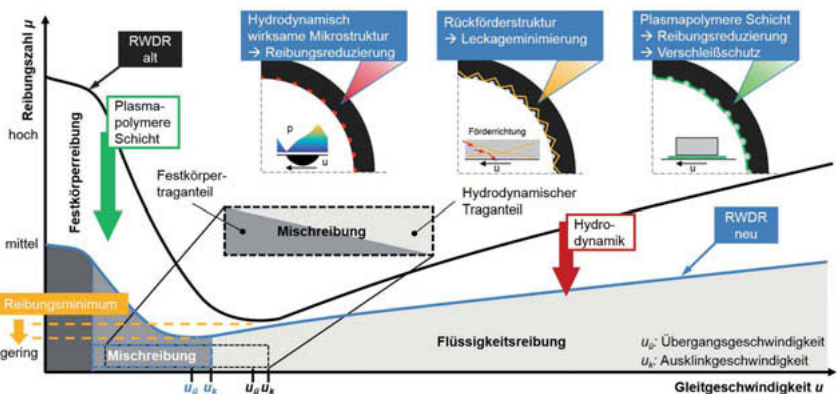 Reibungszahl μ
hoch
mittel
gering
RWDR
alt
Festkörperreibung
Plasma-
polymere
Schicht
Hydrodynamisch
wirksame Mikrostruktur
→ Reibungsreduzierung
p
u
Rückförderstruktur
→ Leckageminimierung
Förderrichtung
u
Plasmapolymere Schicht
→ Reibungsreduzierung
→ Verschleißschutz
u
Festkörper-
traganteil
Mischreibung
Hydrodynamischer
Traganteil
Hydro-
dynamik
RWDR
neu
Reibungsminimum
Mischreibung
Flüssigkeitsreibung
uü: Übergangsgeschwindigkeit
uk: Ausklinkgeschwindigkeit
uü uk uü uk
Gleitgeschwindigkeit u